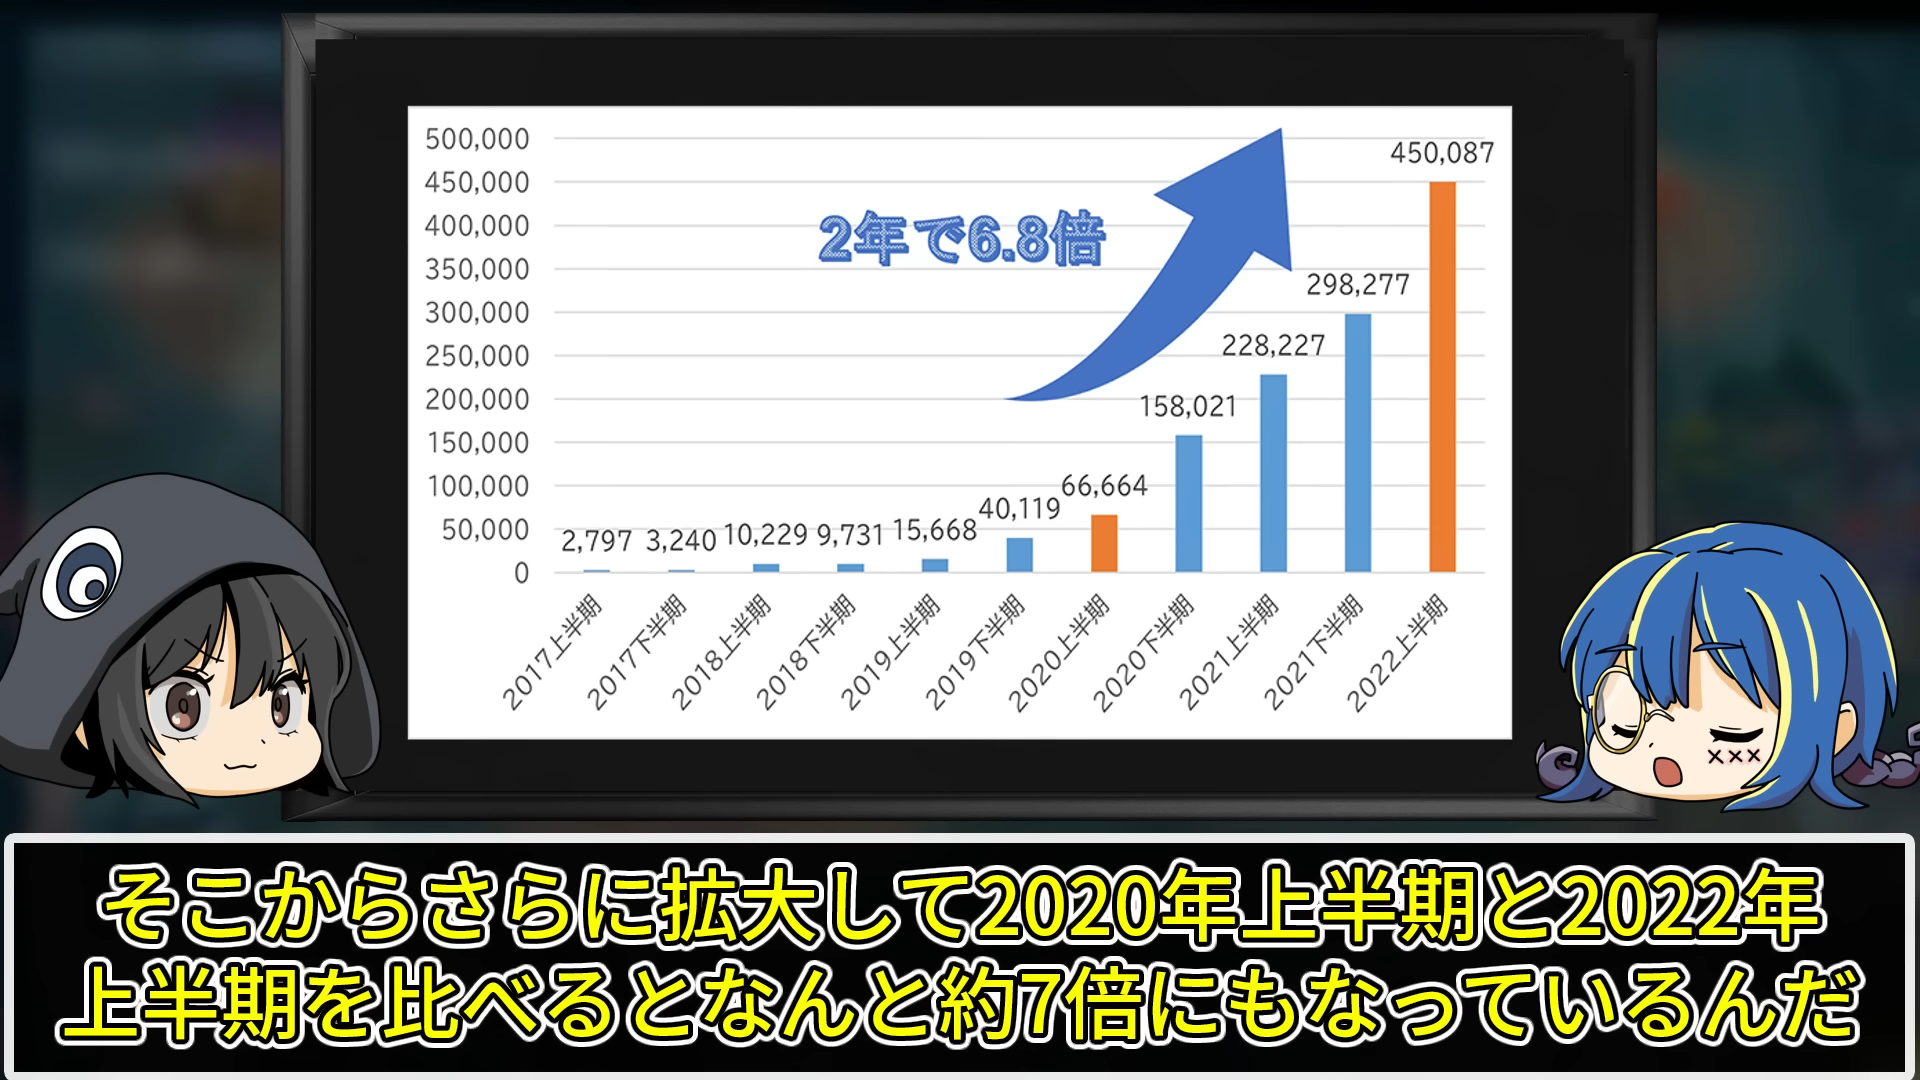 500,000
450,000
400,000
350,000
300,000
250,000
200,000
150,000
100,000
50,000
0
2年で6.8倍
2,797
3,240
10,229
9,731
15,668
40,119
66,664
158,021
228,227
298,277
450,087
2017上半期
2017下半期
2018上半期
2018下半期
2019上半期
2019下半期
2020上半期
2020下半期
2021上半期
2021下半期
2022上半期
そこからさらに拡大して2020年上半期と2022年
上半期を比べるとなんと約7倍にもなっているんだ